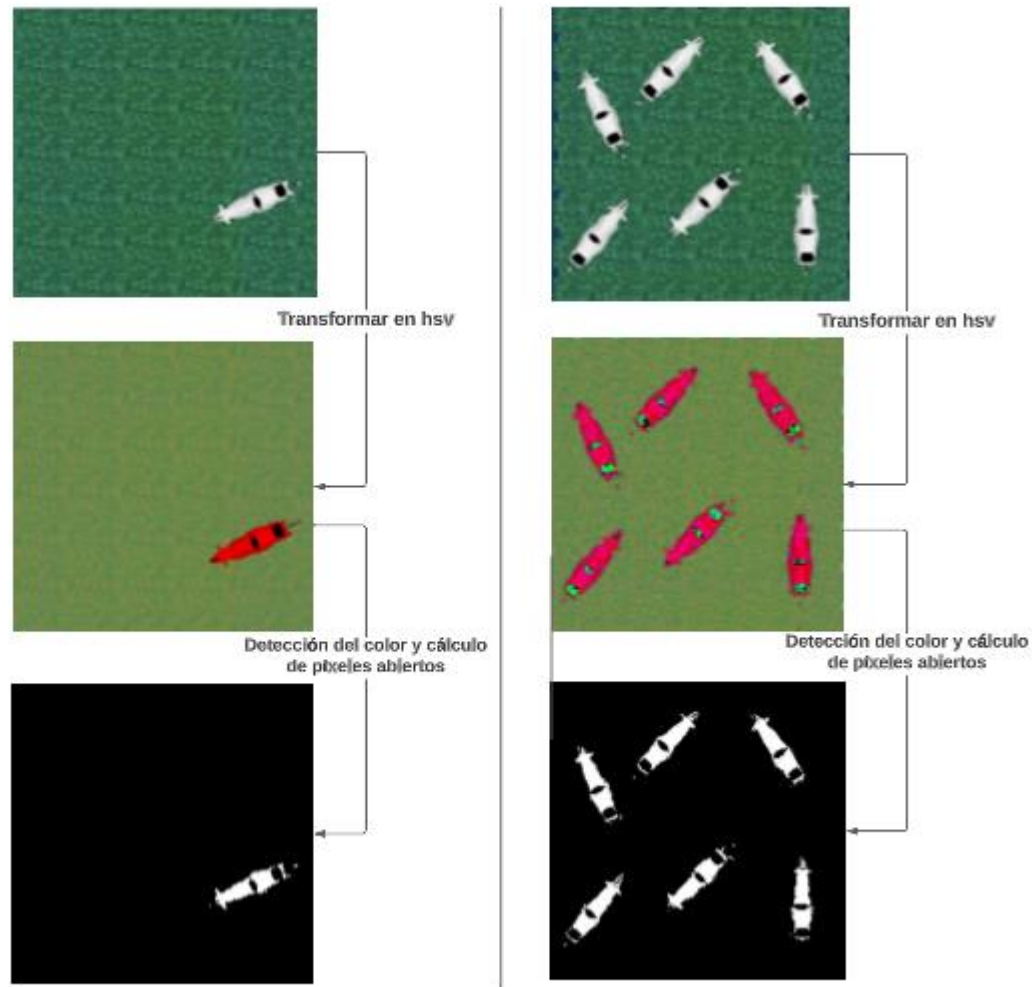 Transformar en hsv
Detección del color y cálculo
de pixeles abiertos
Transformar en hsv
Detección del color y cálculo
de pixeles abiertos